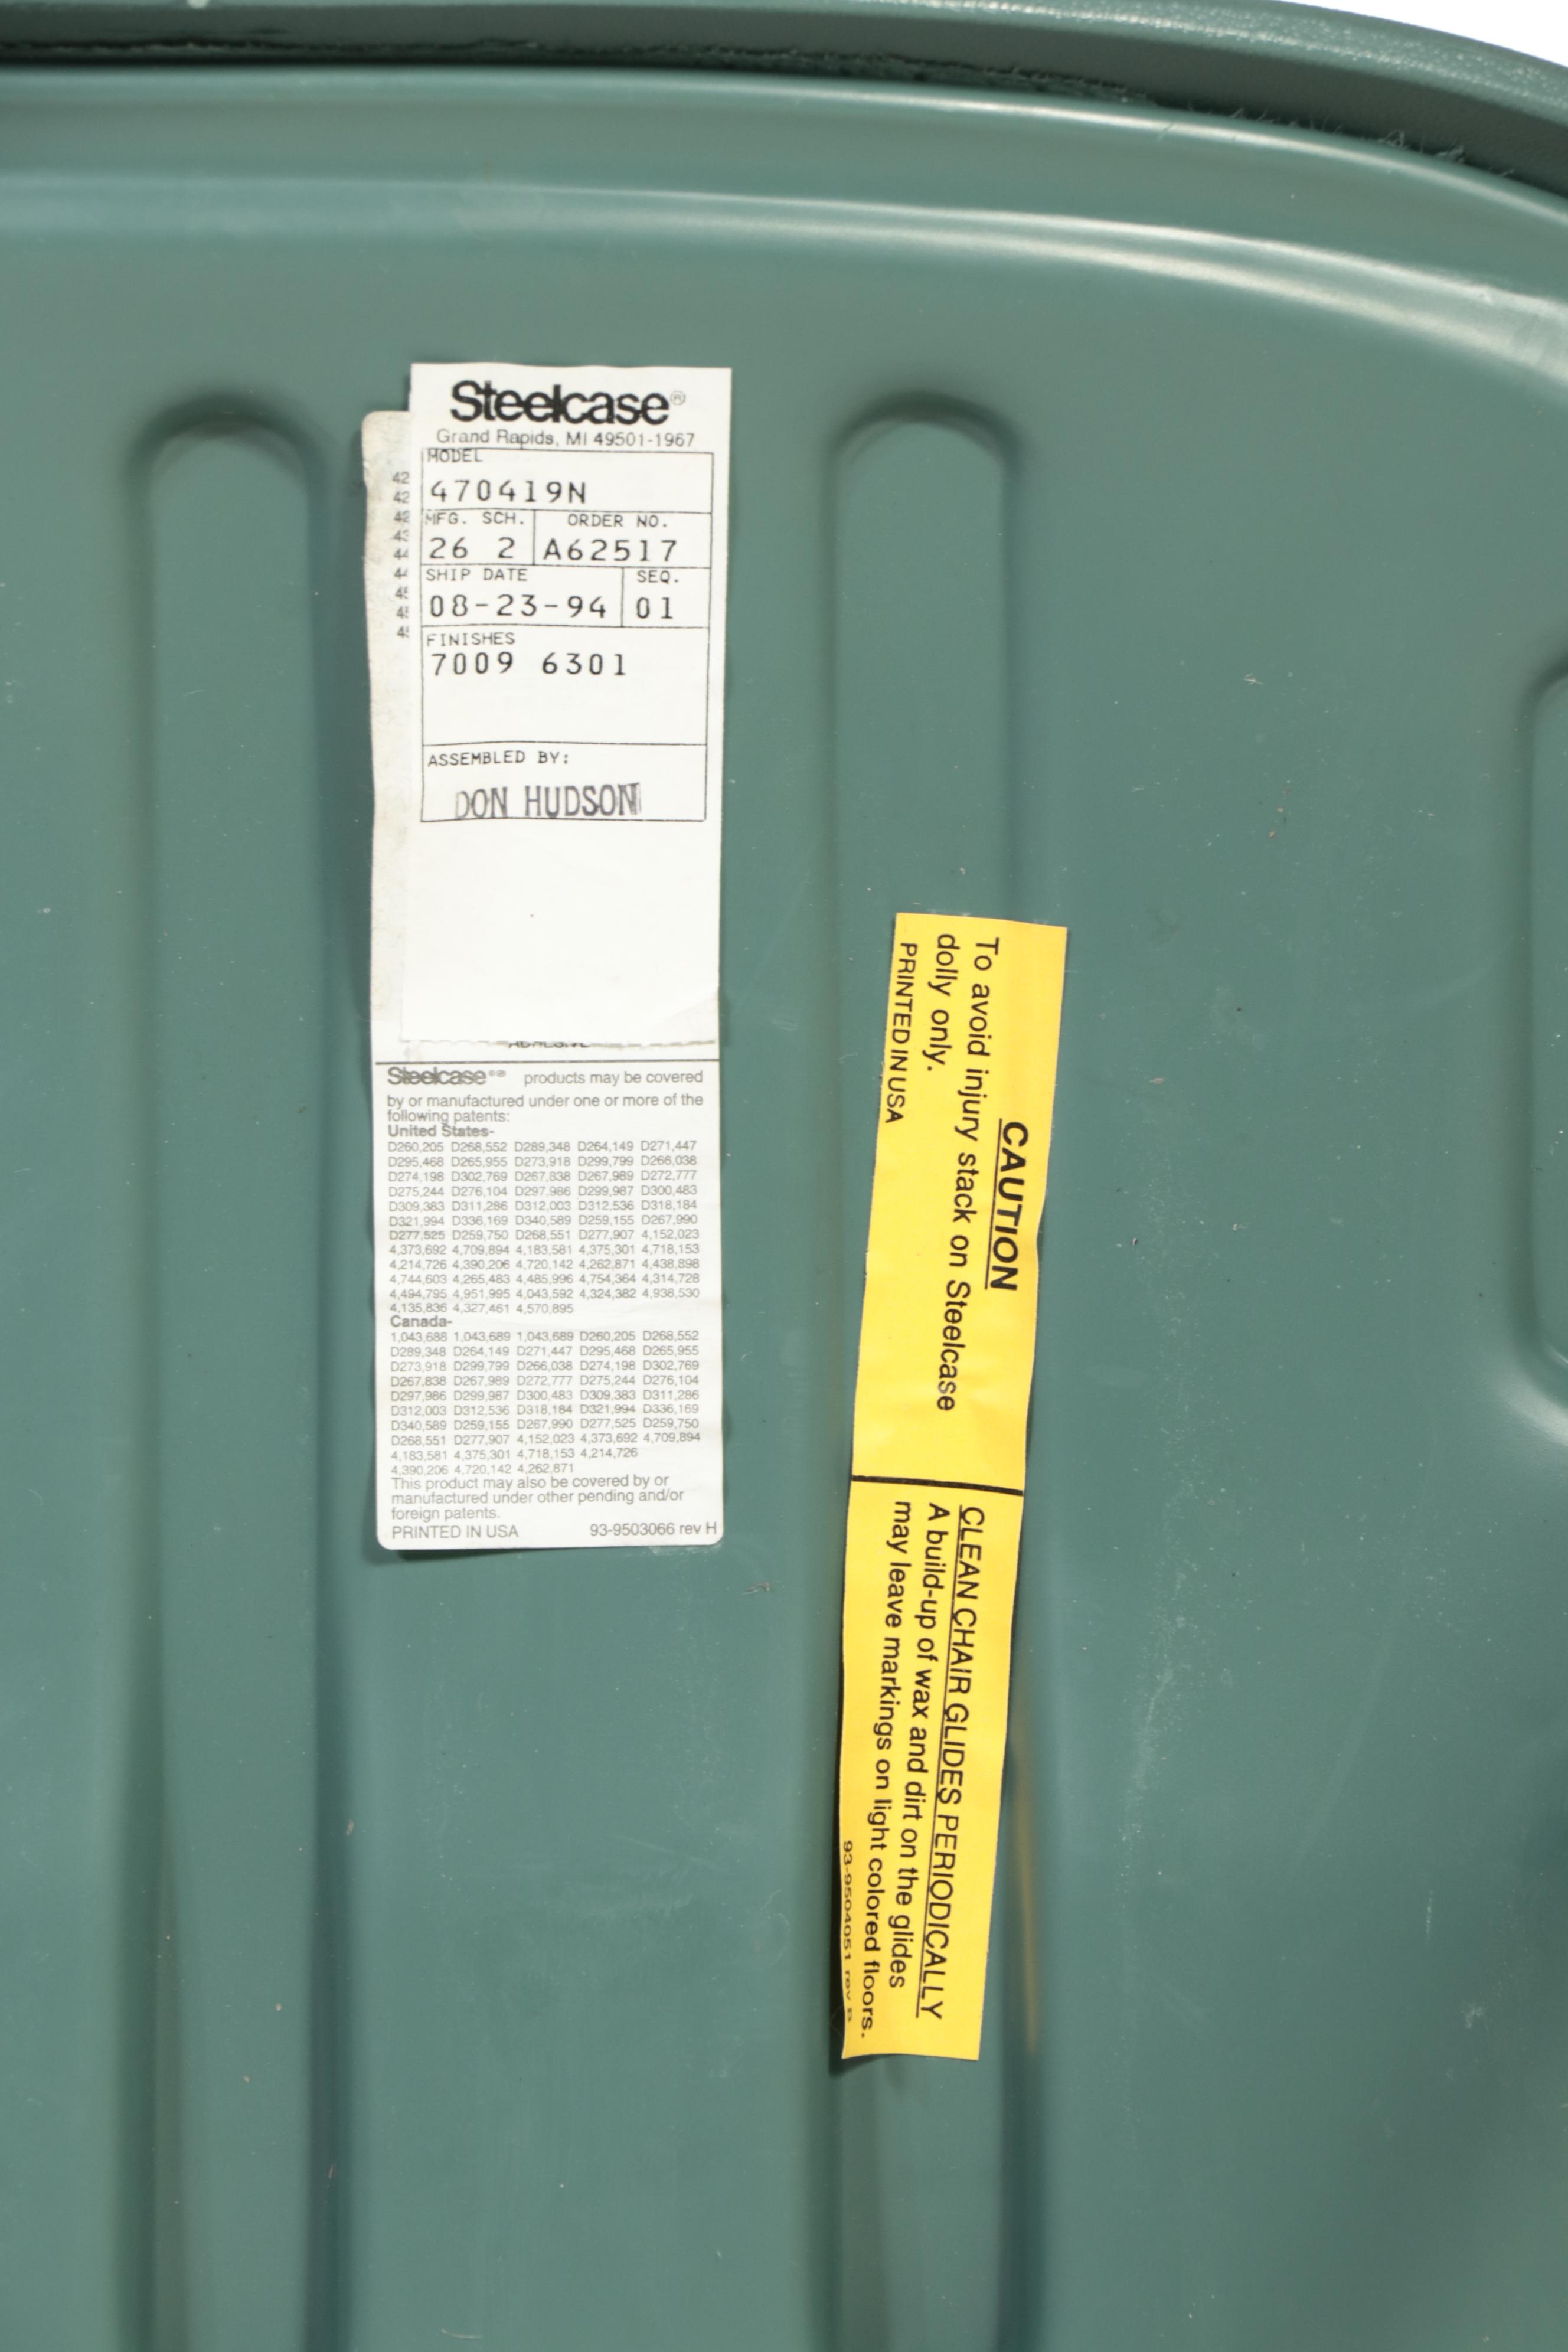 Steelcase®
Grand Rapids, MI 49501-1967
MODEL
470419N
MFG. SCH. ORDER NO.
26 2 A62517
SHIP DATE SEQ.
08-23-94 01
FINISHES
7009 6301
ASSEMBLED BY:
DON HUDSON
42
42
42
43
44
44
45
45
45
Steelcase products may be covered
by or manufactured under one or more of the
following patents:
United States-
D260,205 D268,552 D289,348 D264,149 D271,447
D295,468 D265,955 D273,918 D299,799 D266,038
D274,198 D302,769 D267,838 D267,989 D272,777
D275,244 D276,104 D297,986 D299,987 D300,483
D309,383 D311,286 D312,003 D312,536 D318,184
D321,994 D336,169 D340,589 D259,155 D267,990
D277,525 D259,750 D268,551 D277,907 4,152,023
4,373,692 4,709,894 4,183,581 4,375,301 4,718,153
4,214,726 4,390,206 4,720,142 4,262,871 4,438,898
4,744,603 4,265,483 4,485,996 4,754,364 4,314,728
4,494,795 4,951,995 4,043,592 4,324,382 4,938,530
4,135,836 4,327,461 4,570,895
Canada-
1,043,688 1,043,689 1,043,689 D260,205 D268,552
D289,348 D264,149 D271,447 D295,468 D265,955
D273,918 D299,799 D266,038 D274,198 D302,769
D267,838 D267,989 D272,777 D275,244 D276,104
D297,986 D299,987 D300,483 D309,383 D311,286
D312,003 D312,536 D318,184 D321,994 D336,169
D340,589 D259,155 D267,990 D277,525 D259,750
D268,551 D277,907 4,152,023 4,373,692 4,709,894
4,183,581 4,375,301 4,718,153 4,214,726
4,390,206 4,720,142 4,262,871
This product may also be covered by or
manufactured under other pending and/or
foreign patents.
PRINTED IN USA 93-9503066 rev H
CAUTION
To avoid injury stack on Steelcase
dolly only.
PRINTED IN USA
CLEAN CHAIR GLIDES PERIODICALLY
A build-up of wax and dirt on the glides
may leave markings on light colored floors.
93-9504051 rev B